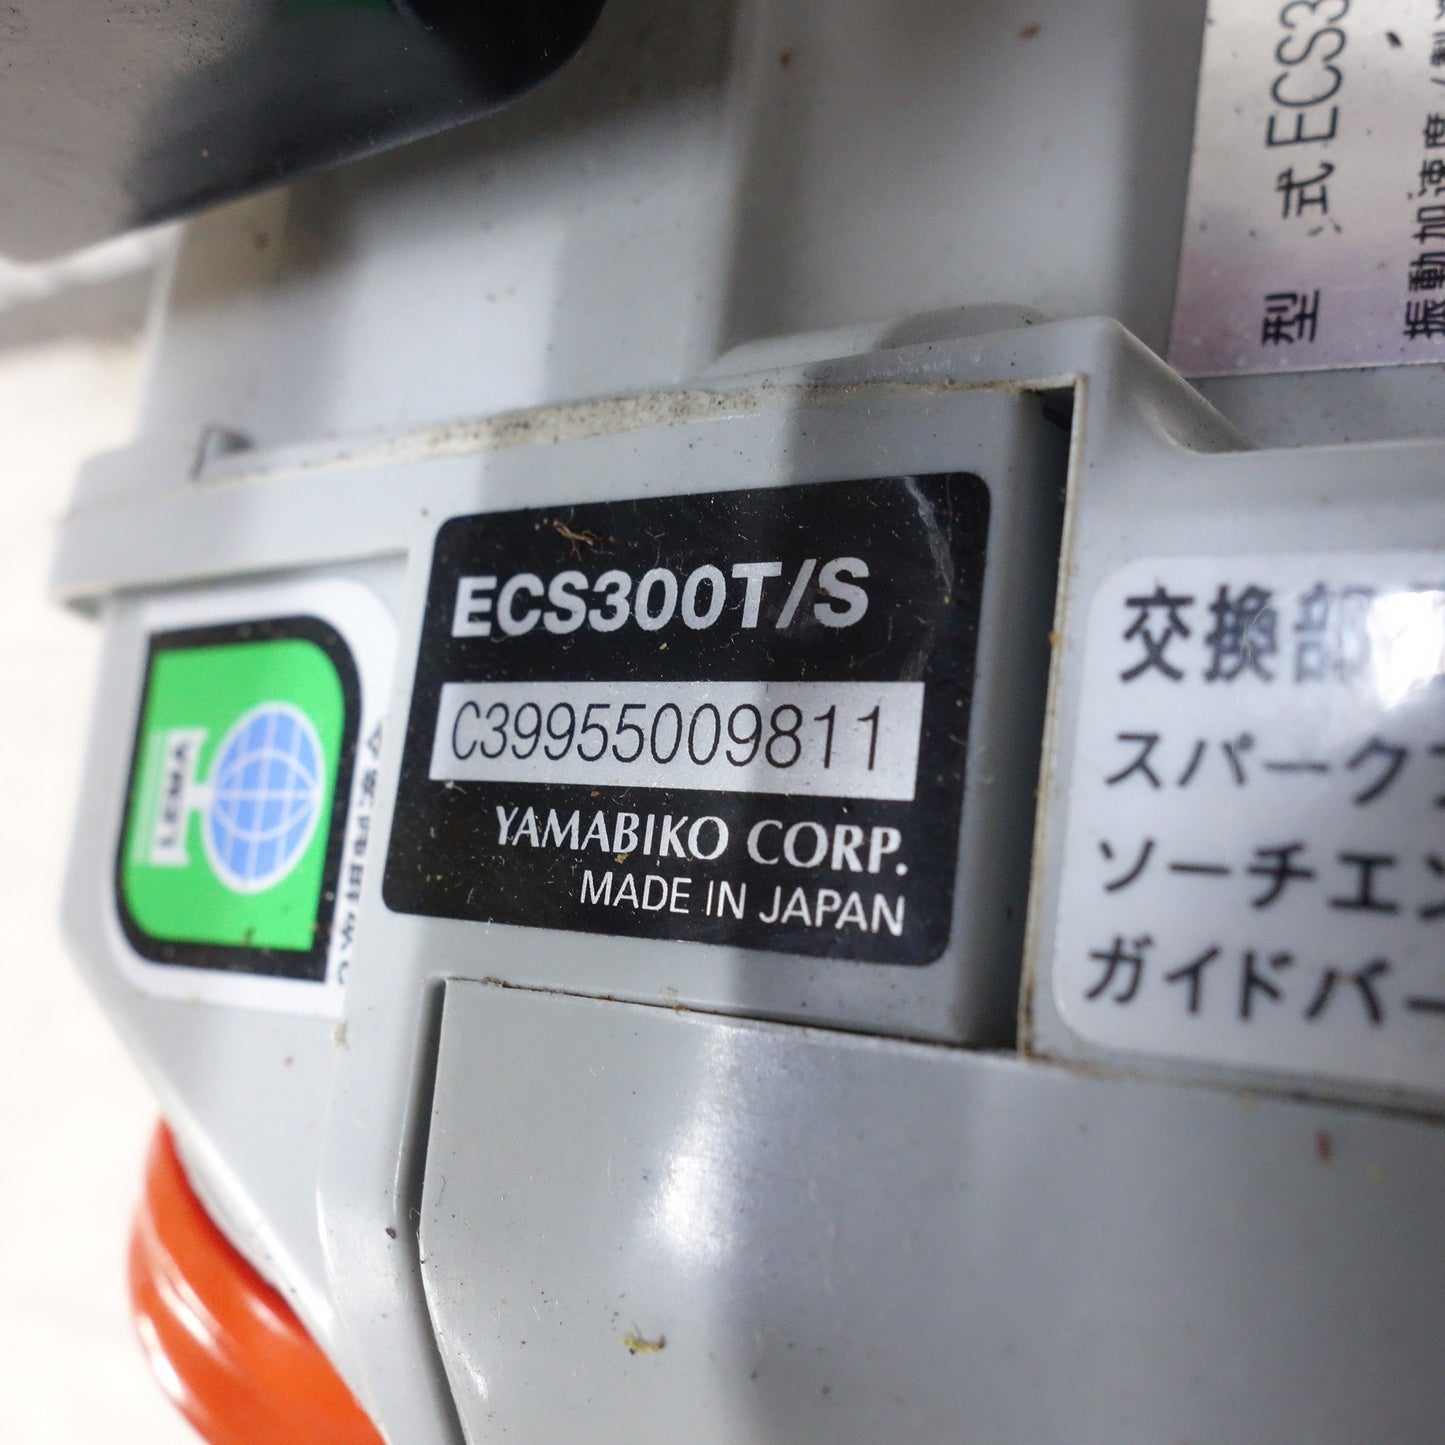 ECS300T/S
C39955009811
YAMABIKO CORP.
MADE IN JAPAN
LEMA
型 式 ECS3
振動加速度
交換部
スパーク
ソーチエン
ガイドバー